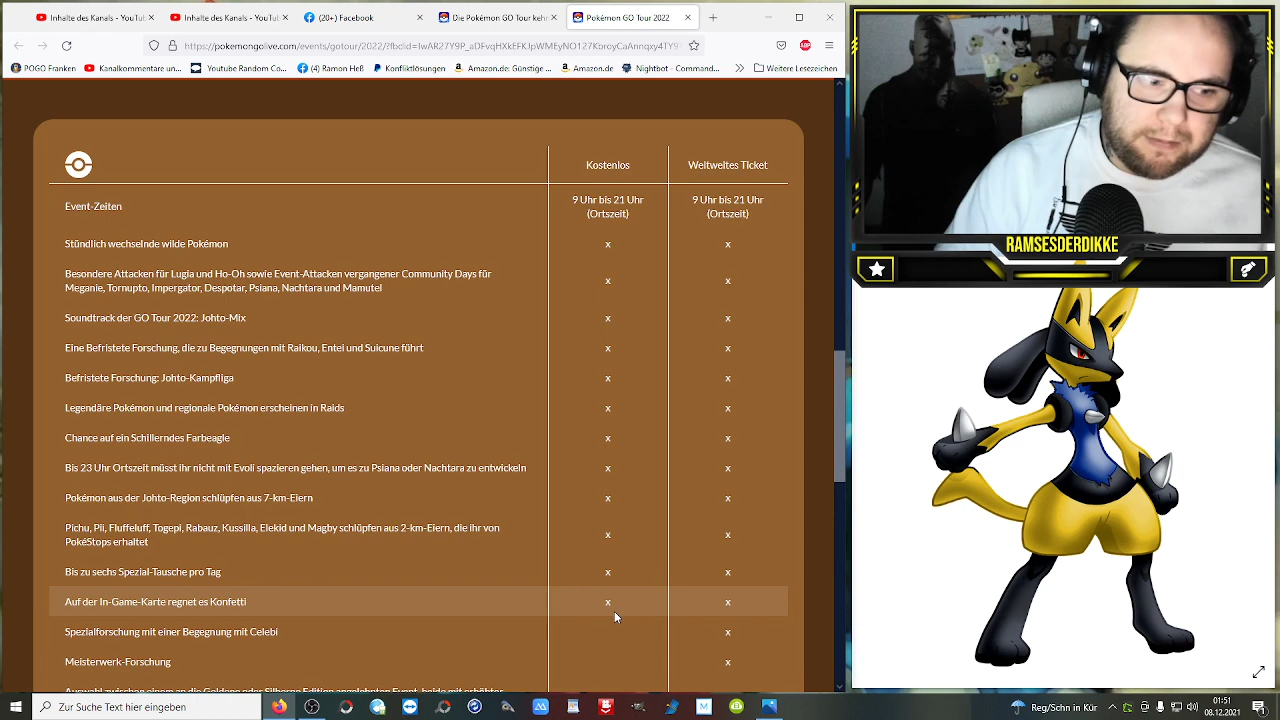 Inhalte des Kanals - YouTube St
Inhalte des Kanals - YouTube St
Facebook
Die Pokémon GO Tour kehrt
Pokémon GO Tour 2022
https://pokemongolive.com/events/gotour/2022/?fbclid=
POGO Franken
Kanalkommentare un...
Youtube Random Co...
(4) Ramon Heß
Konfliktlösungen
Amazon.de: Günstige ...
Amazon.de
Nightbot - Command...
Weitere Lesezeichen
Kostenlos
Weltweites Ticket
Event-Zeiten
9 Uhr bis 21 Uhr
(Ortszeit)
9 Uhr bis 21 Uhr
(Ortszeit)
Stündlich wechselnde wilde Pokémon x x
Besondere Attacken für Lugia und Ho-Oh sowie Event-Attacken vergangener Community Days für
Meganie, Tornupto, Impergator, Despotar, Psiana, Nachtara und Mamutel x x
Soundtrack der GO Tour 2022: Johto-Mix x x
Eine Befristete Forschung, die zu Begegnungen mit Raikou, Entei und Suicune führt x x
Befristete Forschung: Johto-Kampfliga x x
Legendäre Pokémon und regionale Pokémon erscheinen in Raids x x
Chance auf ein Schillerndes Farbeagle x x
Bis 23 Uhr Ortszeit müsst ihr nicht mit Evoli spazieren gehen, um es zu Psiana oder Nachtara zu entwickeln x x
Pokémon aus der Johto-Region schlüpfen aus 7-km-Eiern x x
Pichu, Pii, Fluffeluff, Togepi, Rabauz, Kussilla, Elekid und Magby schlüpfen aus 2-km-Eiern, die ihr von
PokéStops erhaltet x x
Bis zu sechs Spezial-Tausche pro Tag x x
Auf der In-Game-Karte regnet es Konfetti x x
Spezialforschung mit einer Begegnung mit Celebi x
Meisterwerk-Forschung x
RAMSESDERDIKKE
Zur Suche Text hier eingeben
Reg/Schn in Kür
01:51
08.12.2021